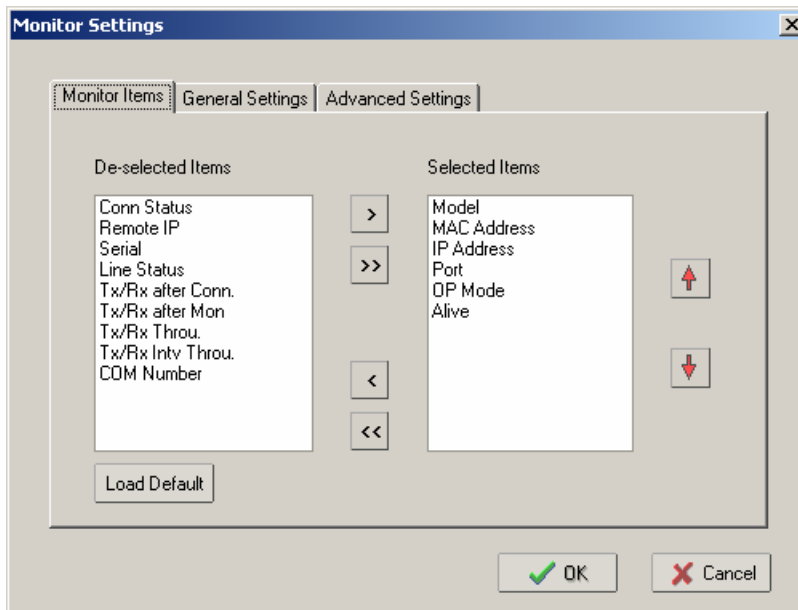 Monitor Settings
Monitor Items General Settings Advanced Settings
De-selected Items
Conn Status
Remote IP
Serial
Line Status
Tx/Rx after Conn.
Tx/Rx after Mon
Tx/Rx Throu.
Tx/Rx Intv Throu.
COM Number
>
>>
<
<<
Selected Items
Model
MAC Address
IP Address
Port
OP Mode
Alive
Load Default
OK Cancel